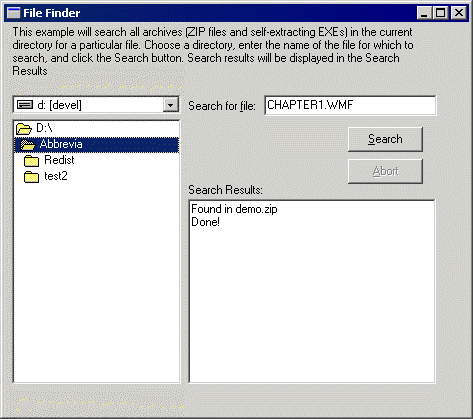 File Finder
This example will search all archives (ZIP files and self-extracting EXEs) in the current
directory for a particular file. Choose a directory, enter the name of the file for which to
search, and click the Search button. Search results will be displayed in the Search
Results
d: [devel]
Search for file:
CHAPTER1.WMF
D:\
Abbrevia
Redist
test2
Search
Abort
Search Results:
Found in demo.zip
Done!